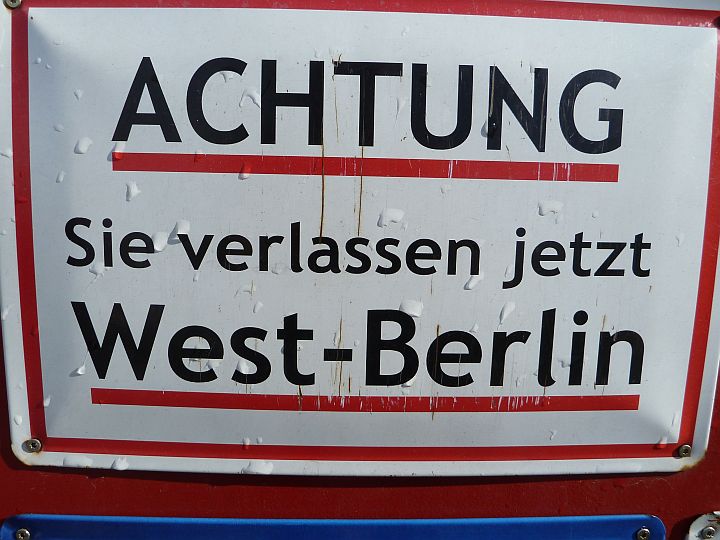 ACHTUNG
Sie verlassen jetzt
West-Berlin